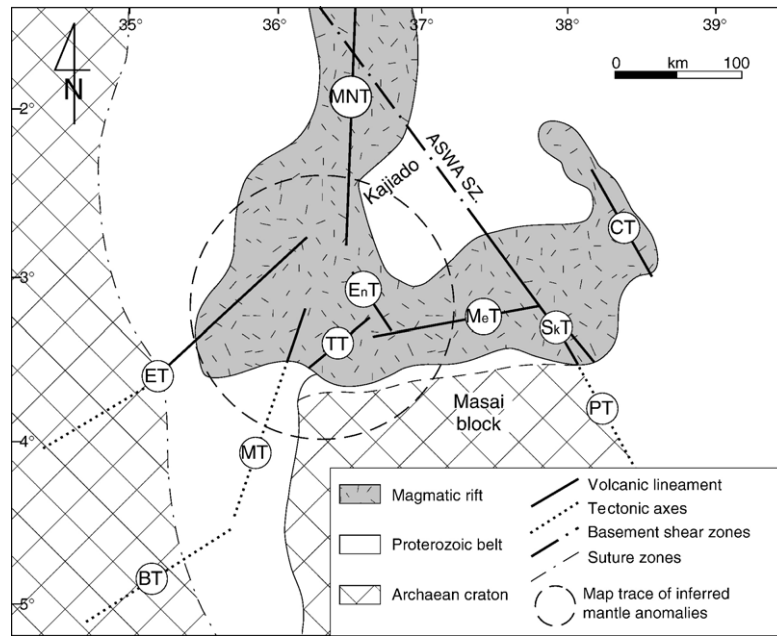 35° 36° 37° 38° 39°
N
0 km 100
2°
3°
4°
5°
MNT
ASWA SZ.
Kajiado
CT
EnT
MeT
SkT
TT
ET
PT
MT
Masai
block
BT
Magmatic rift
Proterozoic belt
Archaean craton
Volcanic lineament
Tectonic axes
Basement shear zones
Suture zones
Map trace of inferred
mantle anomalies